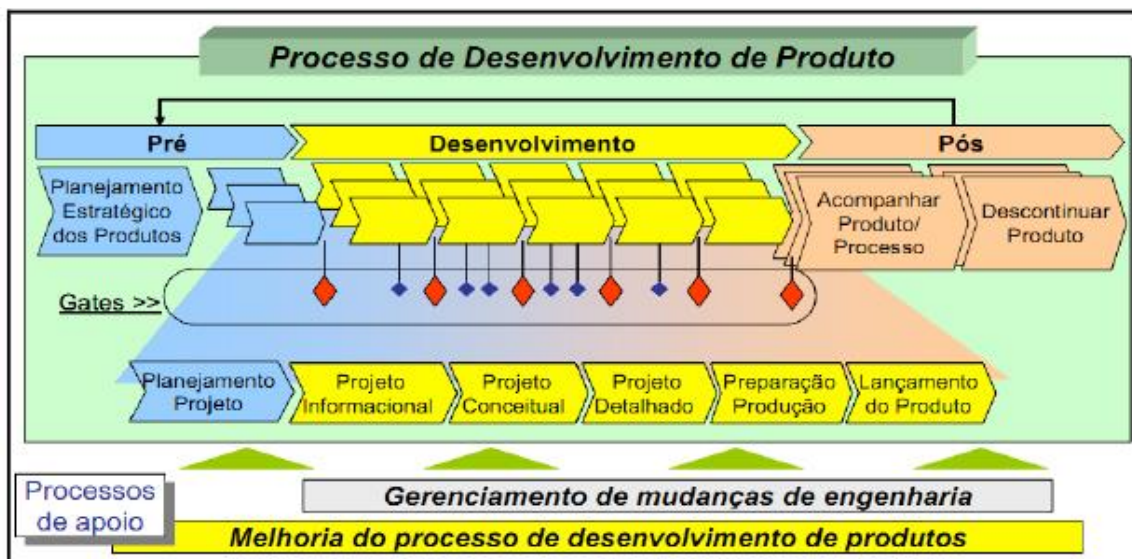 Processo de Desenvolvimento de Produto
Pré
Desenvolvimento
Pós
Planejamento
Estratégico
dos Produtos
Acompanhar
Produto/
Processo
Descontinuar
Produto
Gates >>
Planejamento
Projeto
Projeto
Informacional
Projeto
Conceitual
Projeto
Detalhado
Preparação
Produção
Lançamento
do Produto
Processos
de apoio
Gerenciamento de mudanças de engenharia
Melhoria do processo de desenvolvimento de produtos